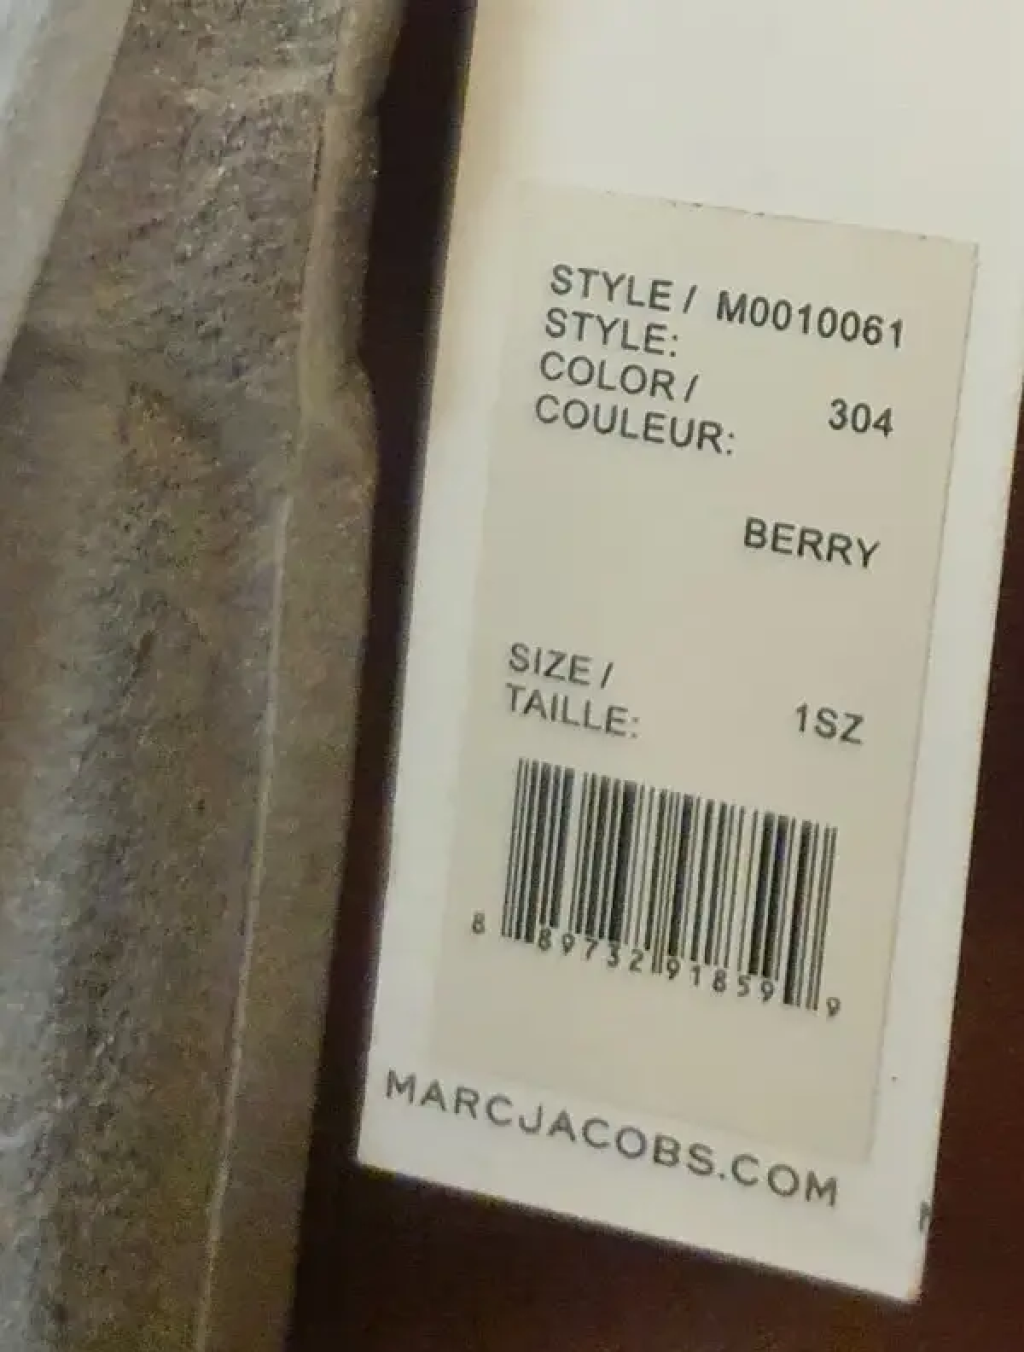 STYLE / M0010061
STYLE:
COLOR / 304
COULEUR:
BERRY
SIZE /
TAILLE: 1SZ
8 89732 91859 9
MARCJACOBS.COM